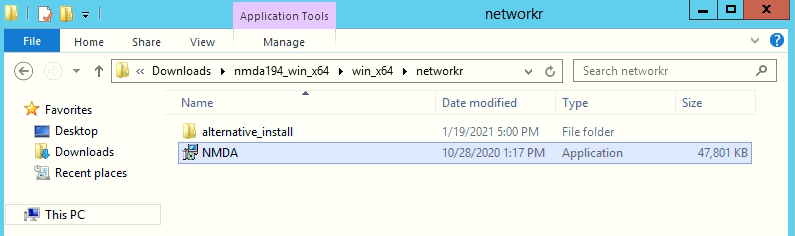 Application Tools
networkr
File
Home
Share
View
Manage
« Downloads ▸ nmda194_win_x64 ▸ win_x64 ▸ networkr
Search networkr
Name
Date modified
Type
Size
Favorites
Desktop
Downloads
Recent places
This PC
alternative_install
1/19/2021 5:00 PM
File folder
NMDA
10/28/2020 1:17 PM
Application
47,801 KB